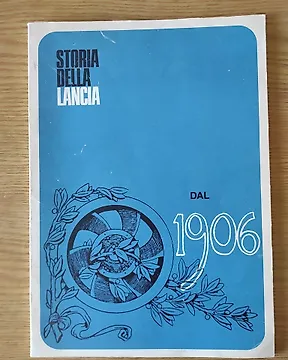 STORIA
DELLA
LANCIA
DAL
1906